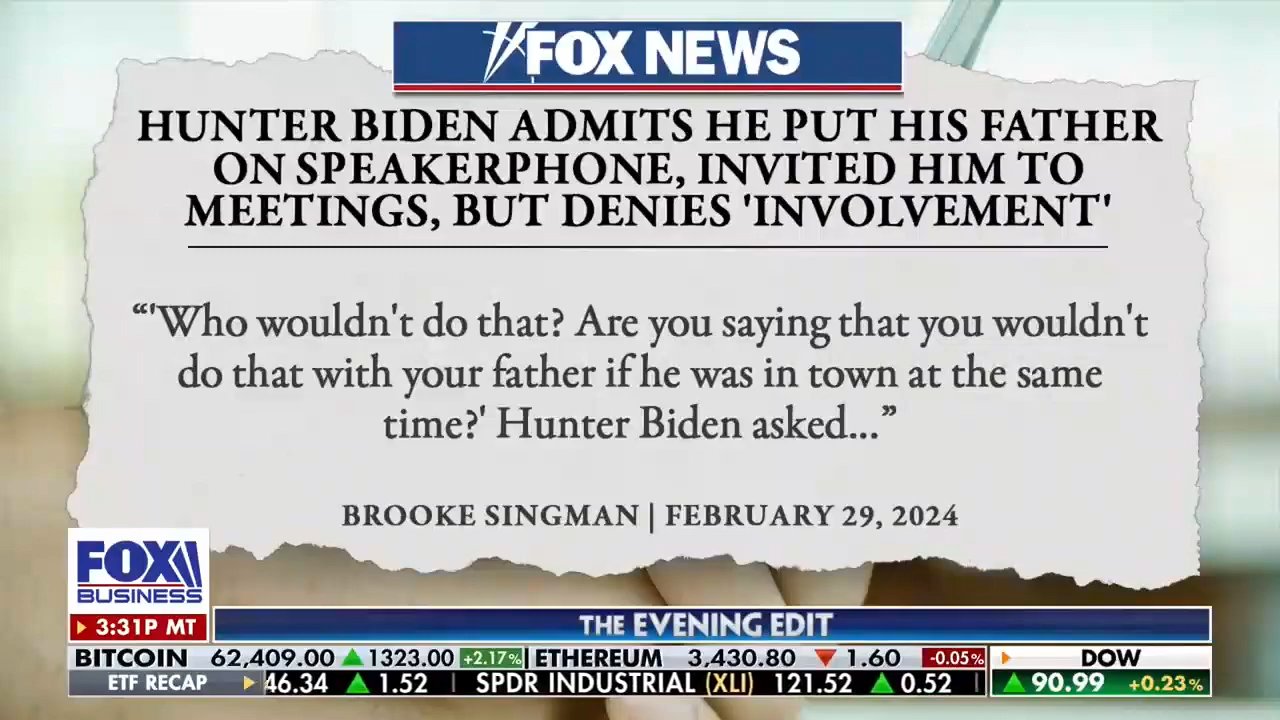 FOX NEWS
HUNTER BIDEN ADMITS HE PUT HIS FATHER
ON SPEAKERPHONE, INVITED HIM TO
MEETINGS, BUT DENIES 'INVOLVEMENT'
“'Who wouldn't do that? Are you saying that you wouldn't
do that with your father if he was in town at the same
time?' Hunter Biden asked...”
BROOKE SINGMAN | FEBRUARY 29, 2024
FOX
BUSINESS
3:31P MT
THE EVENING EDIT
BITCOIN 62,409.00 1323.00 +2.17% ETHEREUM 3,430.80 1.60 -0.05% DOW
ETF RECAP 46.34 1.52 SPDR INDUSTRIAL (XLI) 121.52 0.52 90.99 +0.23%